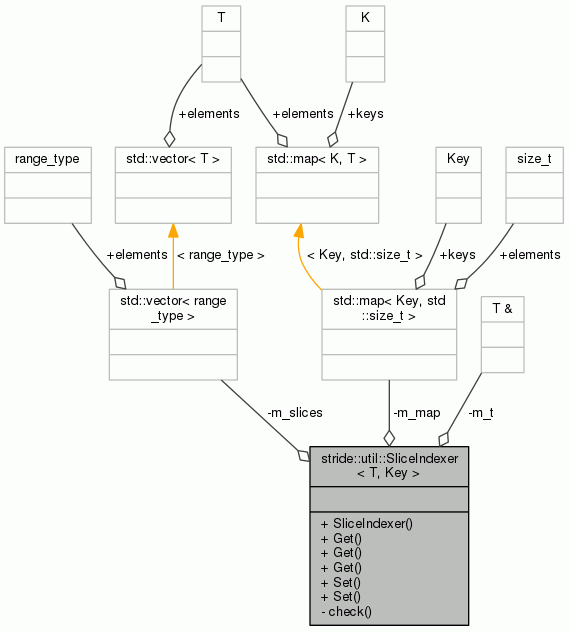 T
K
+elements
+elements
+keys
range_type
std::vector< T >
std::map< K, T >
Key
size_t
+elements
< range_type >
< Key, std::size_t >
+keys
+elements
std::vector< range
_type >
std::map< Key, std
::size_t >
T &
-m_slices
-m_map
-m_t
stride::util::SliceIndexer
< T, Key >
+ SliceIndexer()
+ Get()
+ Get()
+ Get()
+ Set()
+ Set()
- check()